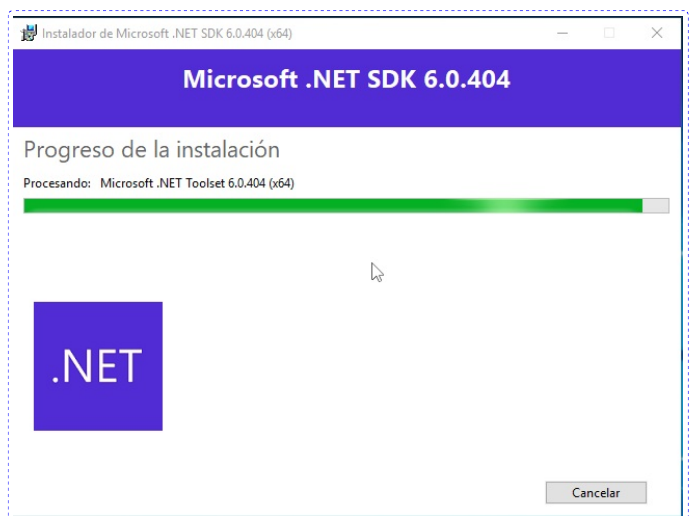 Instalador de Microsoft .NET SDK 6.0.404 (x64)
Microsoft .NET SDK 6.0.404
Progreso de la instalación
Procesando: Microsoft .NET Toolset 6.0.404 (x64)
.NET
Cancelar